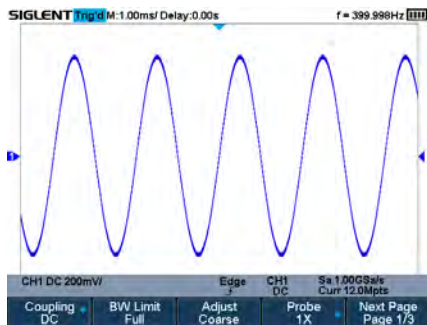 SIGLENT Trig'd M:1.00ms/ Delay:0.00s f = 399.998Hz
1
CH1 DC 200mV/ Edge CH1 Sa 1.00GSa/s
DC Curr 12.0Mpts
Coupling BW Limit Adjust Probe Next Page
DC Full Coarse 1X Page 1/3